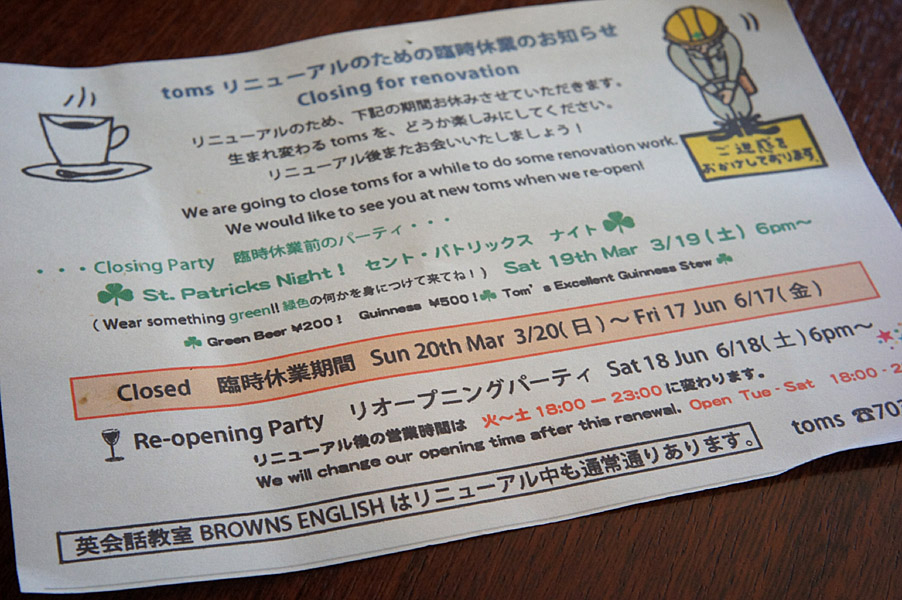 toms リニューアルのための臨時休業のお知らせ
Closing for renovation
リニューアルのため、下記の期間お休みさせていただきます。
生まれ変わる toms を、どうか楽しみにしてください。
リニューアル後またお会いいたしましょう！
ご迷惑を
おかけしております。
We are going to close toms for a while to do some renovation work.
We would like to see you at new toms when we re-open!
・・・Closing Party 臨時休業前のパーティ・・・
St. Patricks Night！ セント・パトリックス ナイト
( Wear something green!! 緑色の何かを身につけて来てね！) Sat 19th Mar 3/19 (土) 6pm～
Green Beer ¥200！ Guinness ¥500！ Tom's Excellent Guinness Stew
Closed 臨時休業期間 Sun 20th Mar 3/20(日)～Fri 17 Jun 6/17(金)
Re-opening Party リオープニングパーティ Sat 18 Jun 6/18(土) 6pm～
リニューアル後の営業時間は 火～土 18:00 ー 23:00 に変わります。
We will change our opening time after this renewal. Open Tue - Sat 18:00 - 2
toms ☎70
英会話教室 BROWNS ENGLISH はリニューアル中も通常通りあります。